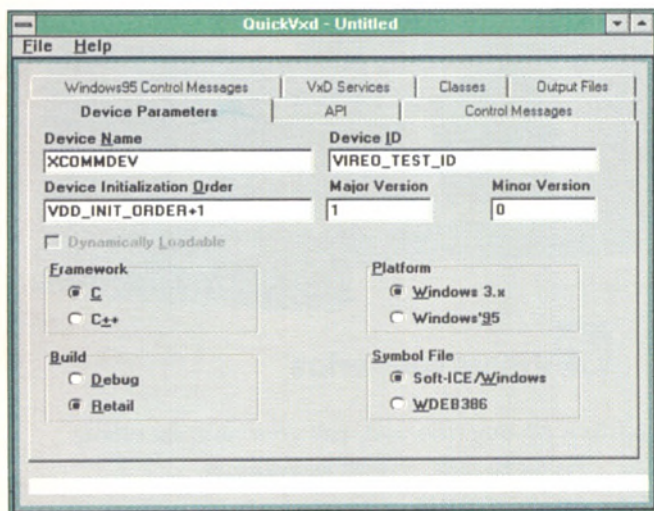 QuickVxd - Untitled
File Help
Windows95 Control Messages VxD Services Classes Output Files
Device Parameters API Control Messages
Device Name Device ID
XCOMMDEV VIREO_TEST_ID
Device Initialization Order Major Version Minor Version
VDD_INIT_ORDER+1 1 0
Dynamically Loadable
Framework Platform
C Windows 3.x
C++ Windows'95
Build Symbol File
Debug Soft-ICE/Windows
Retail WDEB386